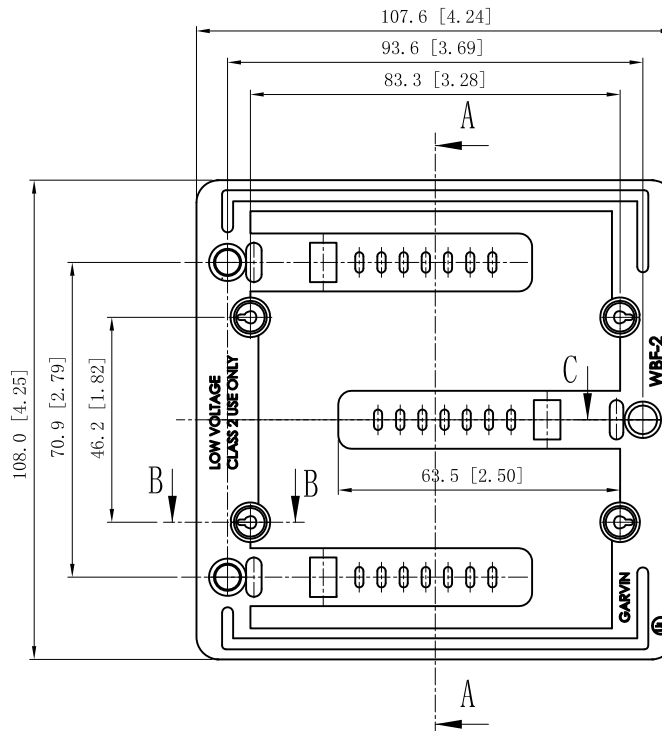 107.6 [4.24]
93.6 [3.69]
83.3 [3.28]
A
108.0 [4.25]
70.9 [2.79]
46.2 [1.82]
LOW VOLTAGE
CLASS 2 USE ONLY
WBF-2
C
63.5 [2.50]
B
B
GARVIN
A